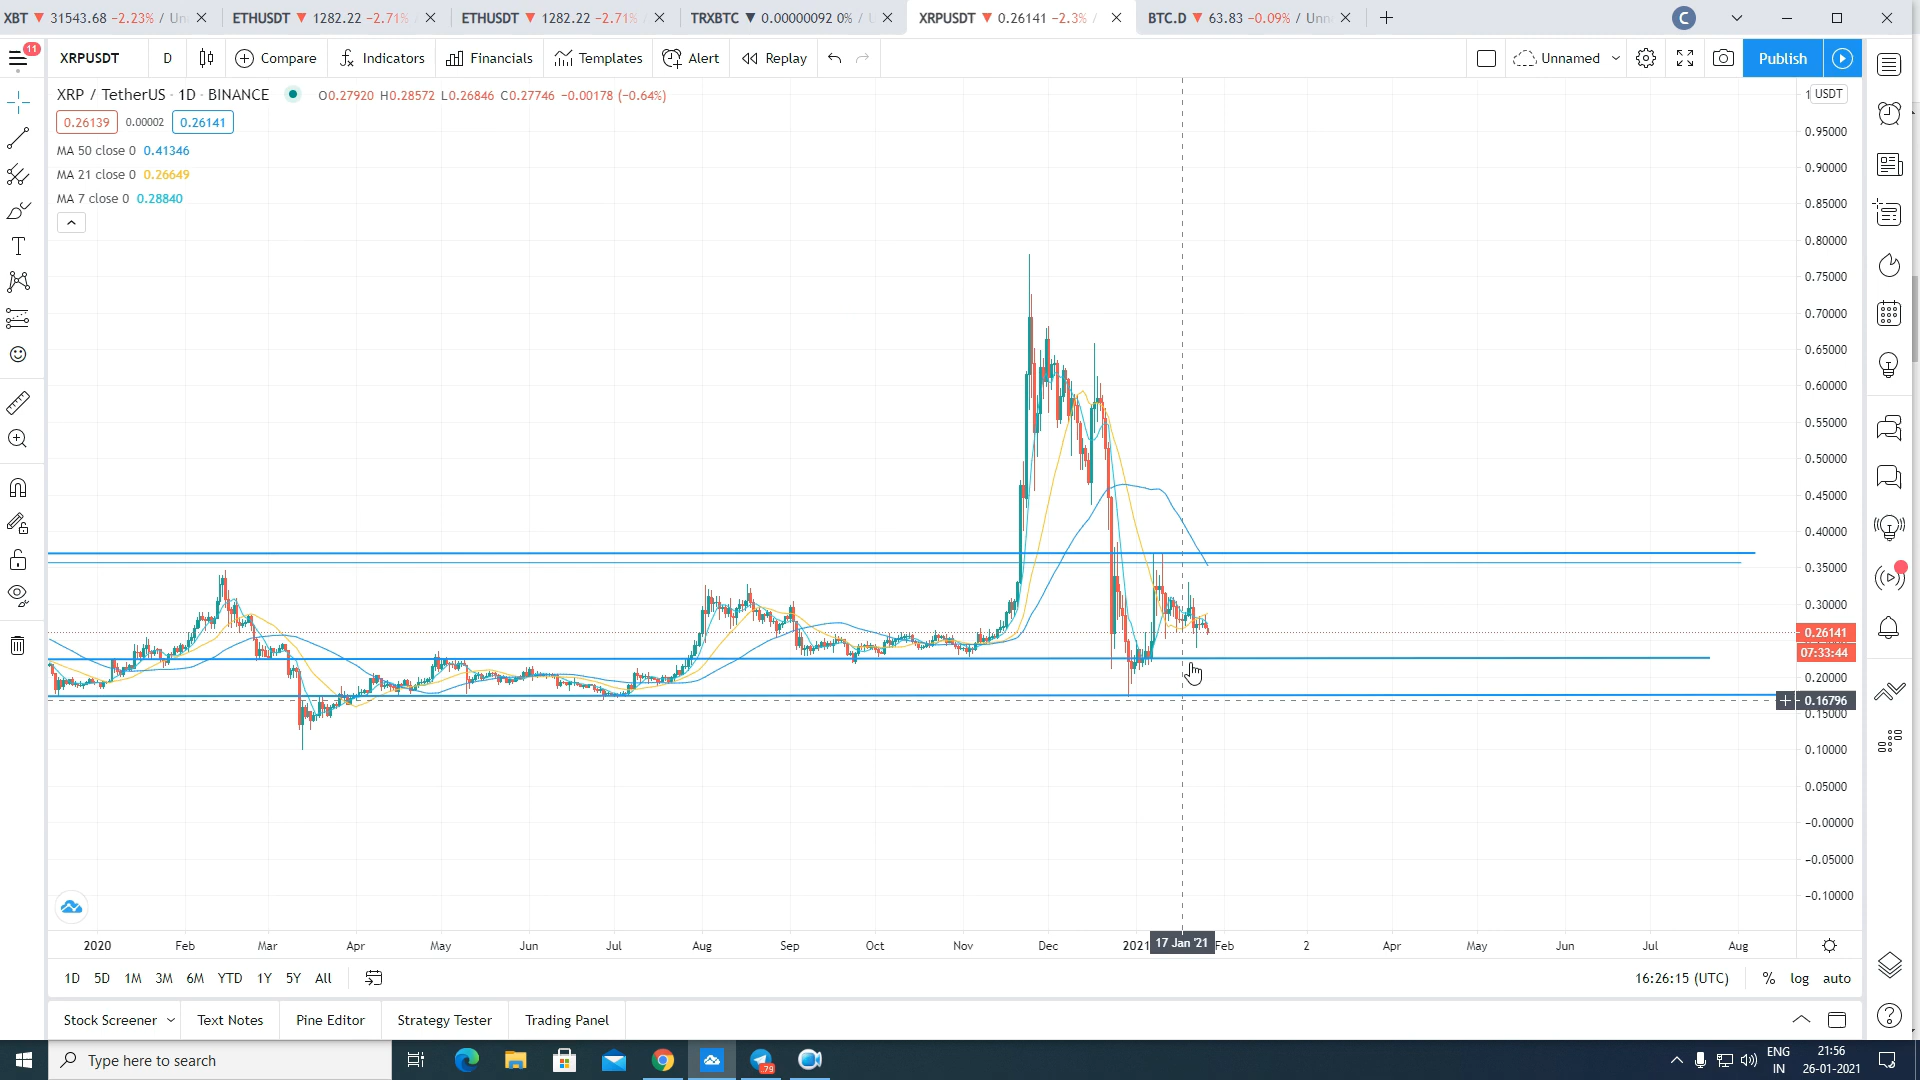 XBT ▼ 31543.68 −2.23% / Un
ETHUSDT ▼ 1282.22 −2.71%
ETHUSDT ▼ 1282.22 −2.71%
TRXBTC ▼ 0.00000092 0% /
XRPUSDT ▼ 0.26141 −2.3% /
BTC.D ▼ 63.83 −0.09% / Unn
C
11
XRPUSDT
D
Compare
Indicators
Financials
Templates
Alert
Replay
Unnamed
Publish
XRP / TetherUS · 1D · BINANCE
O0.27920 H0.28572 L0.26846 C0.27746 −0.00178 (−0.64%)
0.26139 0.00002 0.26141
MA 50 close 0 0.41346
MA 21 close 0 0.26649
MA 7 close 0 0.28840
1
USDT
0.95000
0.90000
0.85000
0.80000
0.75000
0.70000
0.65000
0.60000
0.55000
0.50000
0.45000
0.40000
0.35000
0.30000
0.26141
07:33:44
0.20000
0.16796
0.15000
0.10000
0.05000
−0.00000
−0.05000
−0.10000
2020 Feb Mar Apr May Jun Jul Aug Sep Oct Nov Dec 2021 17 Jan '21 Feb 2 Apr May Jun Jul Aug
1D 5D 1M 3M 6M YTD 1Y 5Y All
16:26:15 (UTC) % log auto
Stock Screener
Text Notes
Pine Editor
Strategy Tester
Trading Panel
Type here to search
79
ENG
IN
21:56
26-01-2021